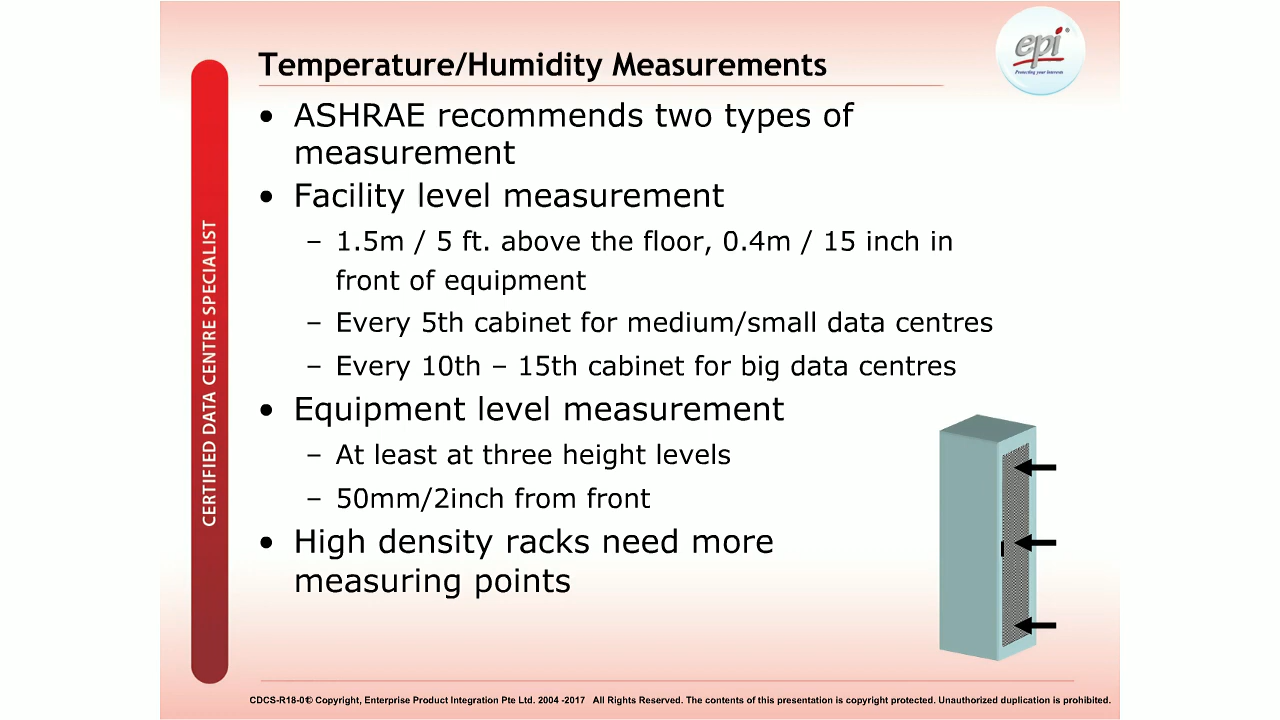 Temperature/Humidity Measurements
epi®
Protecting your interests
• ASHRAE recommends two types of
measurement
• Facility level measurement
– 1.5m / 5 ft. above the floor, 0.4m / 15 inch in
front of equipment
– Every 5th cabinet for medium/small data centres
– Every 10th – 15th cabinet for big data centres
• Equipment level measurement
– At least at three height levels
– 50mm/2inch from front
• High density racks need more
measuring points
CERTIFIED DATA CENTRE SPECIALIST
CDCS-R18-01© Copyright, Enterprise Product Integration Pte Ltd. 2004 -2017 All Rights Reserved. The contents of this presentation is copyright protected. Unauthorized duplication is prohibited.